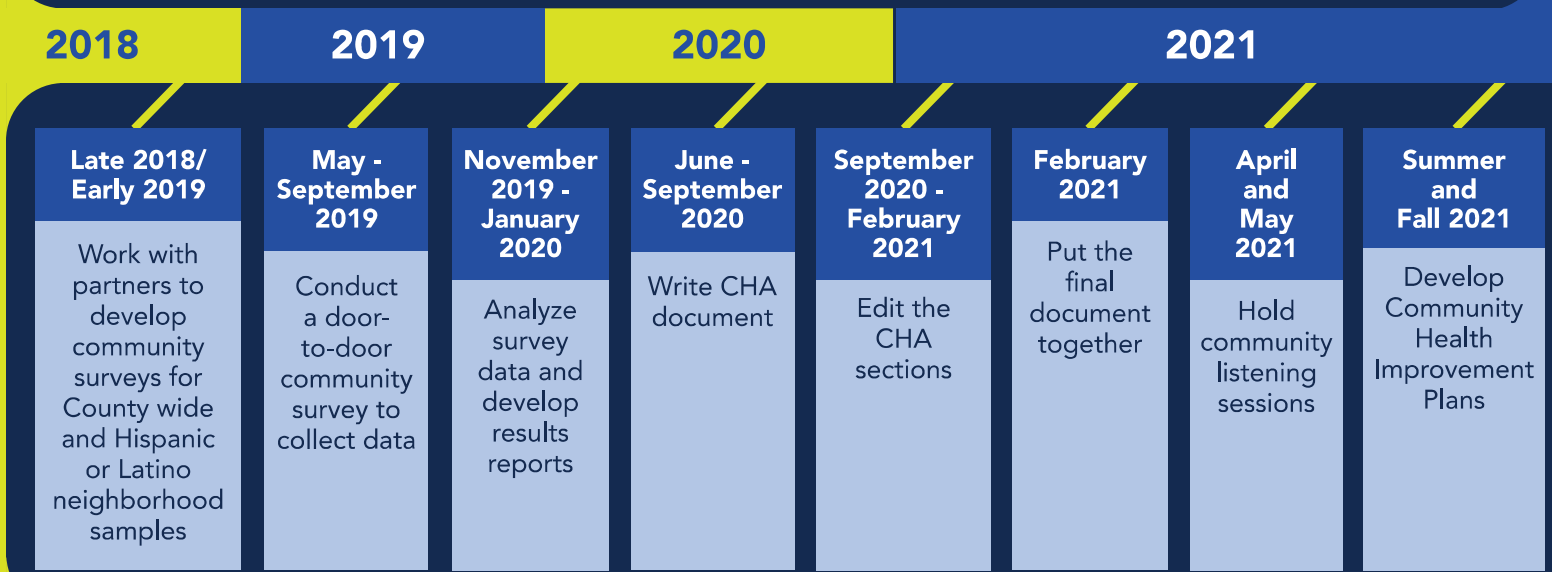 2018
2019
2020
2021
Late 2018/
Early 2019
Work with
partners to
develop
community
surveys for
County wide
and Hispanic
or Latino
neighborhood
samples
May -
September
2019
Conduct
a door-
to-door
community
survey to
collect data
November
2019 -
January
2020
Analyze
survey
data and
develop
results
reports
June -
September
2020
Write CHA
document
September
2020 -
February
2021
Edit the
CHA
sections
February
2021
Put the
final
document
together
April
and
May
2021
Hold
community
listening
sessions
Summer
and
Fall 2021
Develop
Community
Health
Improvement
Plans